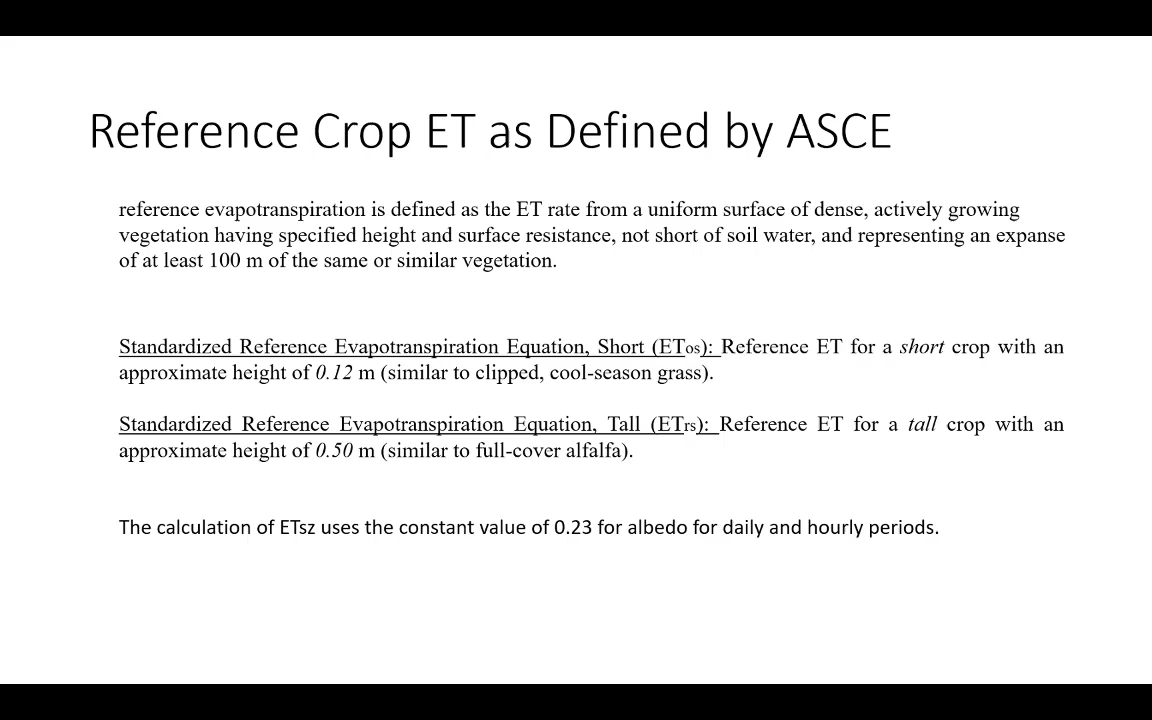 Reference Crop ET as Defined by ASCE
reference evapotranspiration is defined as the ET rate from a uniform surface of dense, actively growing
vegetation having specified height and surface resistance, not short of soil water, and representing an expanse
of at least 100 m of the same or similar vegetation.
Standardized Reference Evapotranspiration Equation, Short (ETos): Reference ET for a short crop with an
approximate height of 0.12 m (similar to clipped, cool-season grass).
Standardized Reference Evapotranspiration Equation, Tall (ETrs): Reference ET for a tall crop with an
approximate height of 0.50 m (similar to full-cover alfalfa).
The calculation of ETsz uses the constant value of 0.23 for albedo for daily and hourly periods.